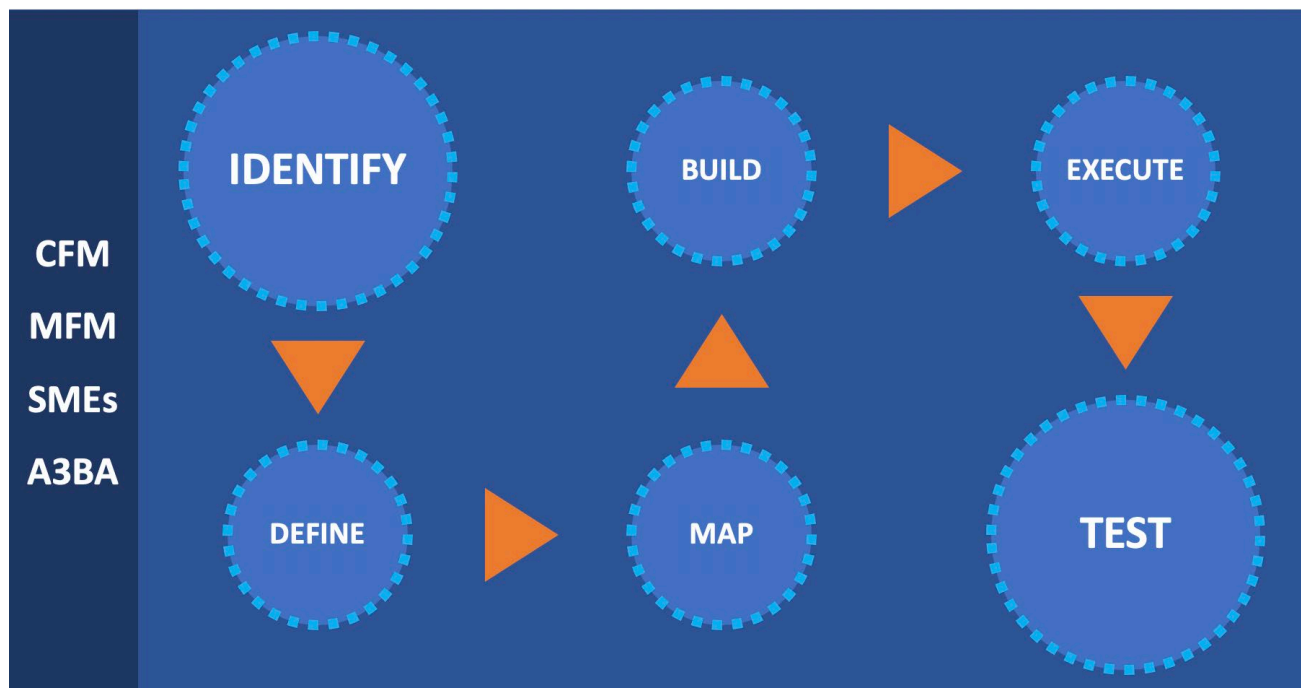 CFM
MFM
SMEs
A3BA
IDENTIFY
DEFINE
MAP
BUILD
EXECUTE
TEST